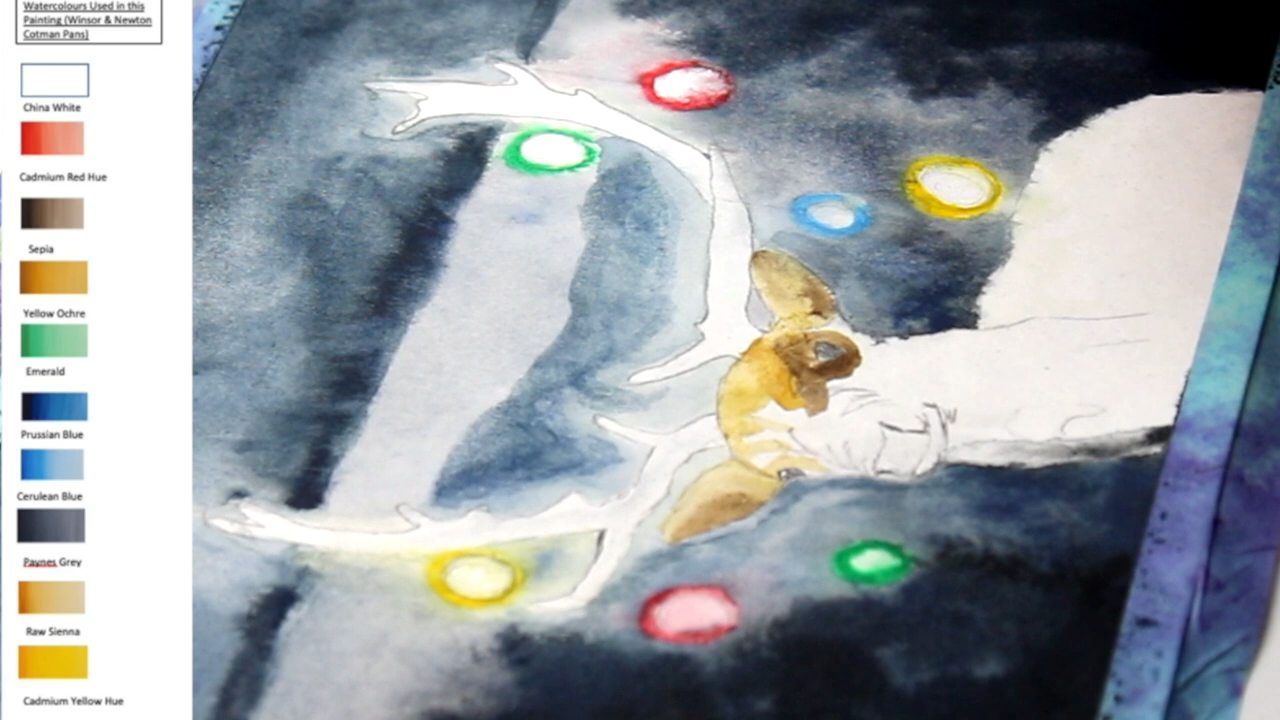 Watercolours Used in this
Painting (Winsor & Newton
Cotman Pans)
China White
Cadmium Red Hue
Sepia
Yellow Ochre
Emerald
Prussian Blue
Cerulean Blue
Paynes Grey
Raw Sienna
Cadmium Yellow Hue